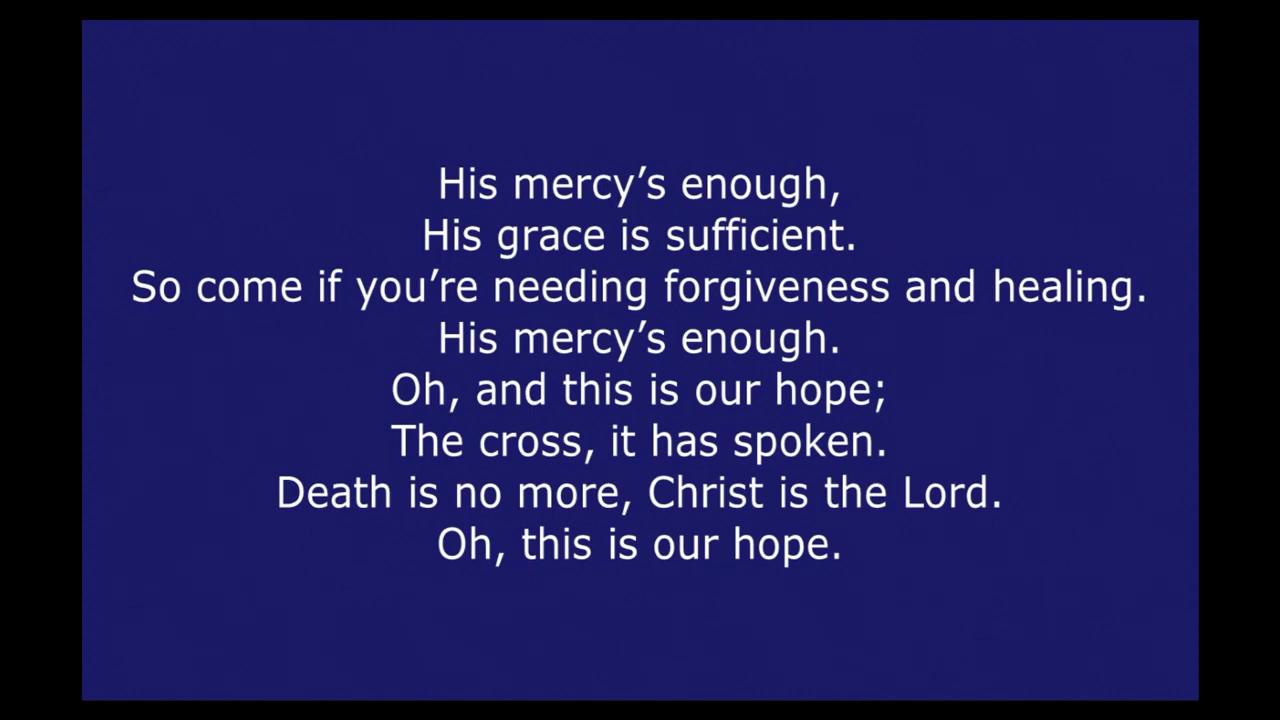 His mercy’s enough,
His grace is sufficient.
So come if you’re needing forgiveness and healing.
His mercy’s enough.
Oh, and this is our hope;
The cross, it has spoken.
Death is no more, Christ is the Lord.
Oh, this is our hope.